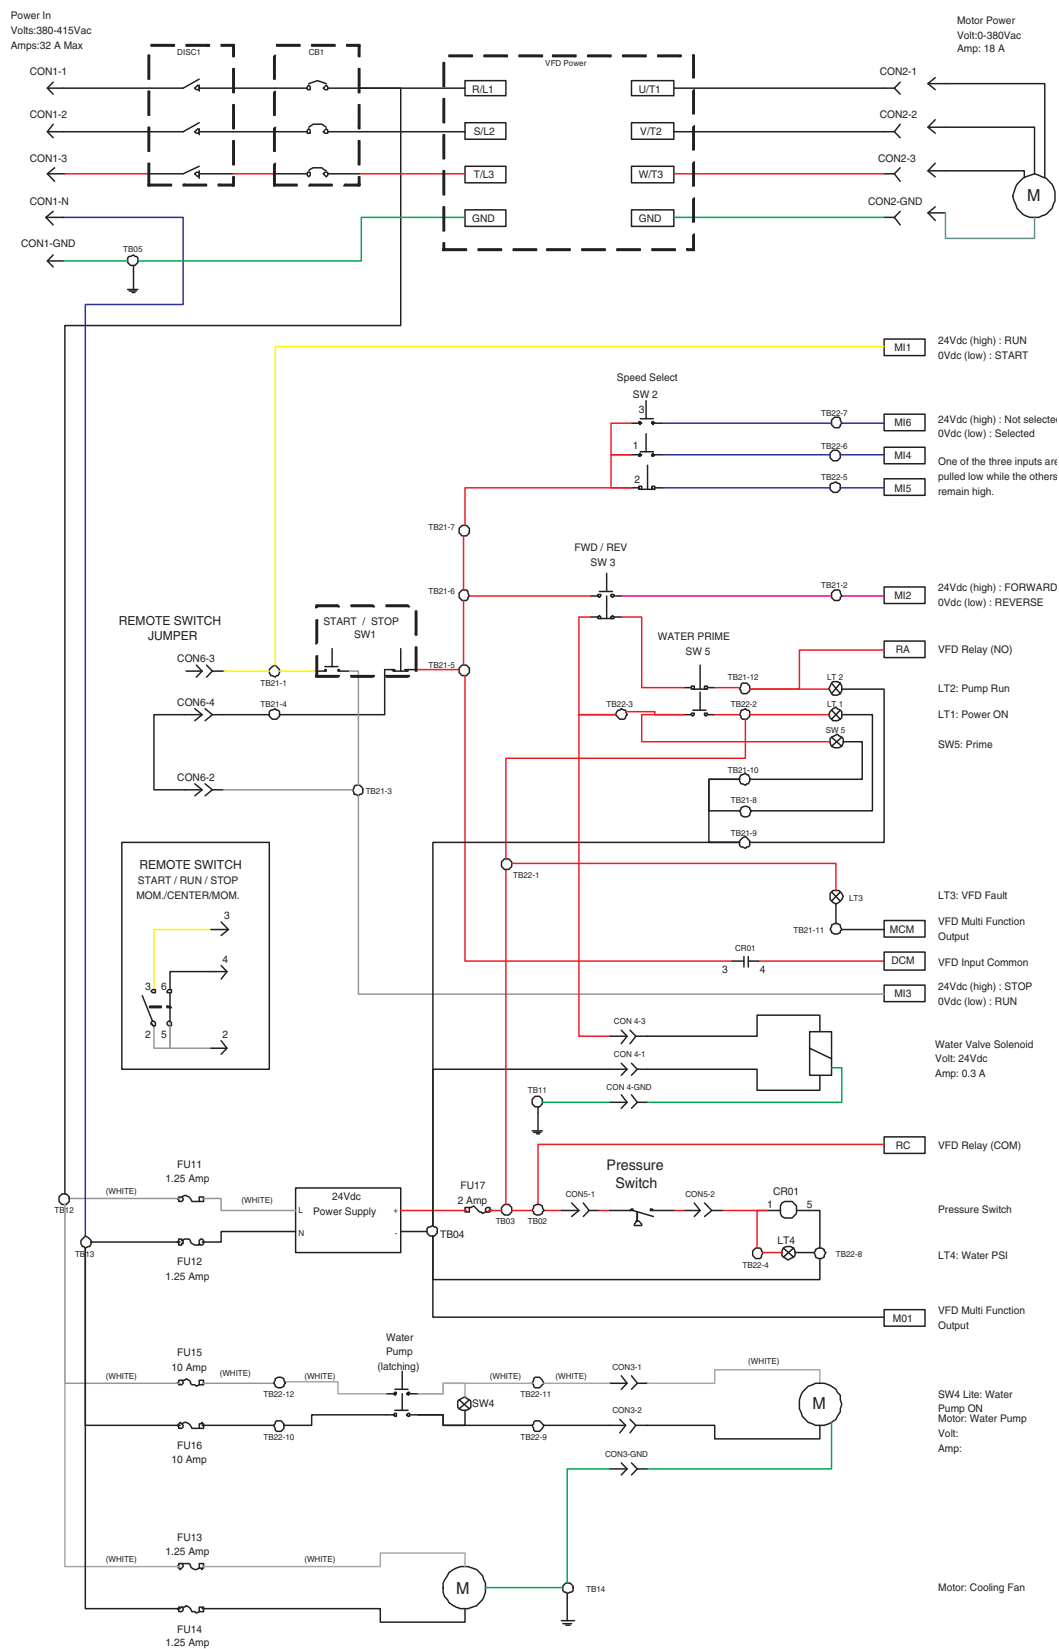 Power In
Volts:380-415Vac
Amps:32 A Max
Motor Power
Volt:0-380Vac
Amp: 18 A
DISC1
CB1
VFD Power
CON1-1
R/L1
U/T1
CON2-1
CON1-2
S/L2
V/T2
CON2-2
CON1-3
T/L3
W/T3
CON2-3
M
CON1-N
GND
GND
CON2-GND
CON1-GND
TB05
MI1
24Vdc (high) : RUN
0Vdc (low) : START
Speed Select
SW 2
3
TB22-7
MI6
24Vdc (high) : Not selected
0Vdc (low) : Selected
1
TB22-6
MI4
One of the three inputs are
pulled low while the others
remain high.
2
TB22-5
MI5
TB21-7
FWD / REV
SW 3
TB21-6
TB21-2
MI2
24Vdc (high) : FORWARD
0Vdc (low) : REVERSE
REMOTE SWITCH
JUMPER
START / STOP
SW1
WATER PRIME
SW 5
CON6-3
TB21-1
TB21-5
RA
VFD Relay (NO)
TB21-12
LT 2
LT2: Pump Run
CON6-4
TB21-4
TB22-3
TB22-2
LT 1
LT1: Power ON
SW 5
SW5: Prime
CON6-2
TB21-3
TB21-10
TB21-8
TB21-9
REMOTE SWITCH
START / RUN / STOP
MOM./CENTER/MOM.
3
4
3 6
2 5
2
TB22-1
LT3
LT3: VFD Fault
TB21-11
MCM
VFD Multi Function
Output
CR01
3
4
DCM
VFD Input Common
MI3
24Vdc (high) : STOP
0Vdc (low) : RUN
CON 4-3
CON 4-1
CON 4-GND
TB11
Water Valve Solenoid
Volt: 24Vdc
Amp: 0.3 A
RC
VFD Relay (COM)
FU11
1.25 Amp
(WHITE)
(WHITE)
TB12
24Vdc
Power Supply
L
N
+
-
FU17
2 Amp
TB03
TB02
Pressure
Switch
CON5-1
CON5-2
CR01
1
5
Pressure Switch
TB13
FU12
1.25 Amp
TB04
LT4
TB22-4
TB22-8
LT4: Water PSI
M01
VFD Multi Function
Output
FU15
10 Amp
(WHITE)
(WHITE)
TB22-12
Water
Pump
(latching)
(WHITE)
TB22-11
(WHITE)
CON3-1
(WHITE)
SW4
M
SW4 Lite: Water
Pump ON
Motor: Water Pump
Volt:
Amp:
FU16
10 Amp
TB22-10
TB22-9
CON3-2
CON3-GND
FU13
1.25 Amp
(WHITE)
(WHITE)
M
TB14
Motor: Cooling Fan
FU14
1.25 Amp